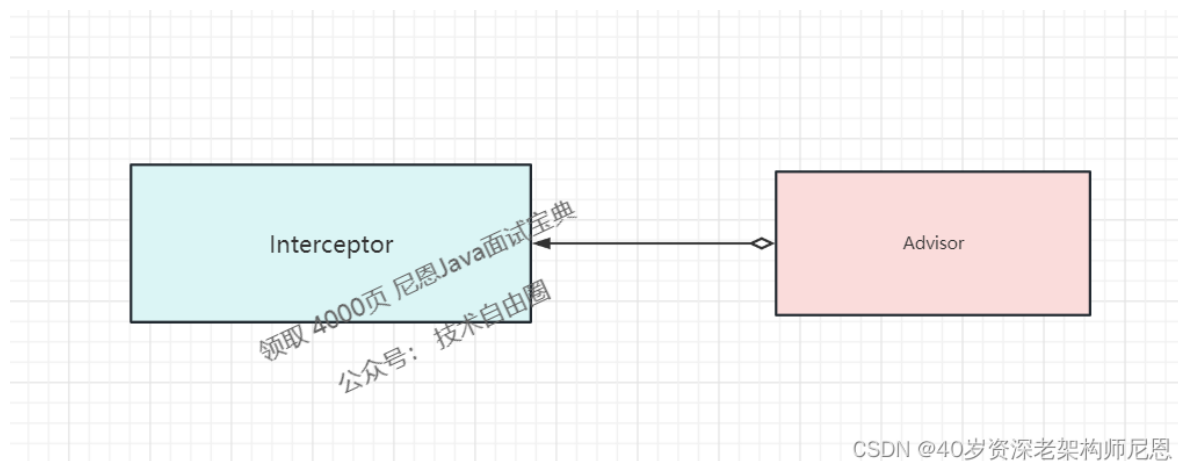 Interceptor
Advisor
领取 4000页 尼恩Java面试宝典
公众号： 技术自由圈
CSDN @40岁资深老架构师尼恩